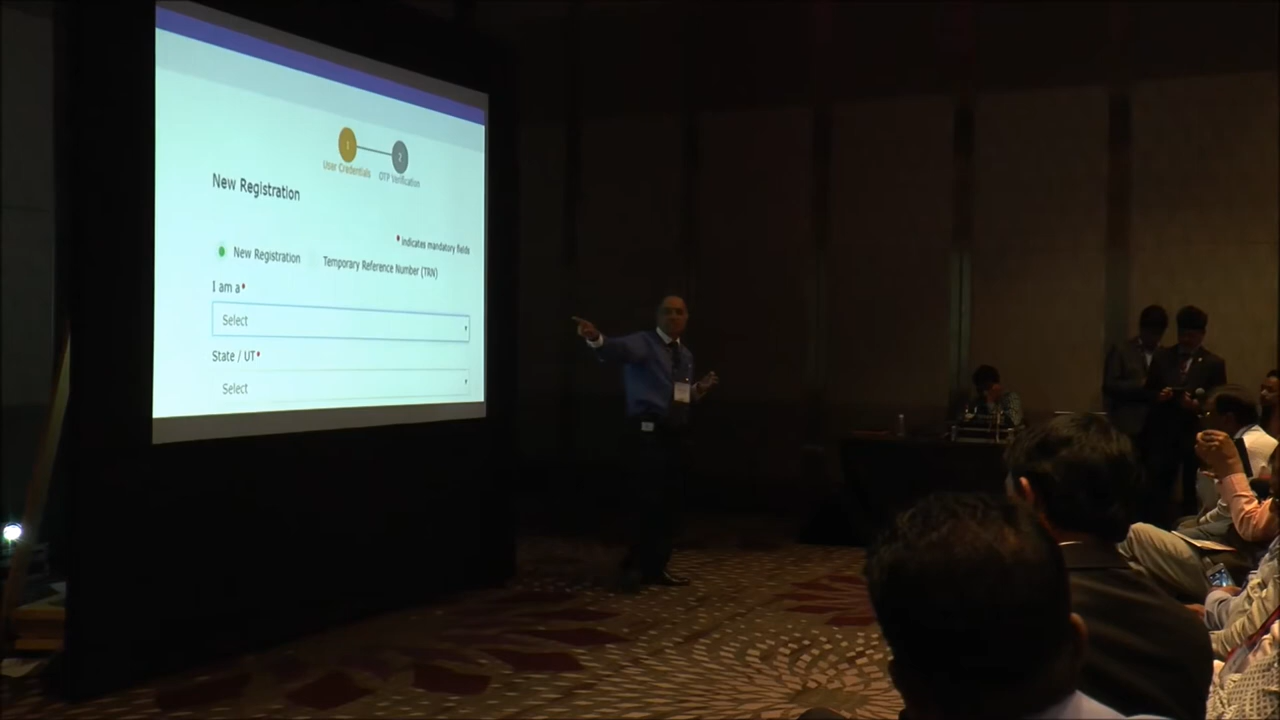 1
2
User Credentials
OTP Verification
New Registration
* indicates mandatory fields
New Registration
Temporary Reference Number (TRN)
I am a*
Select
State / UT*
Select